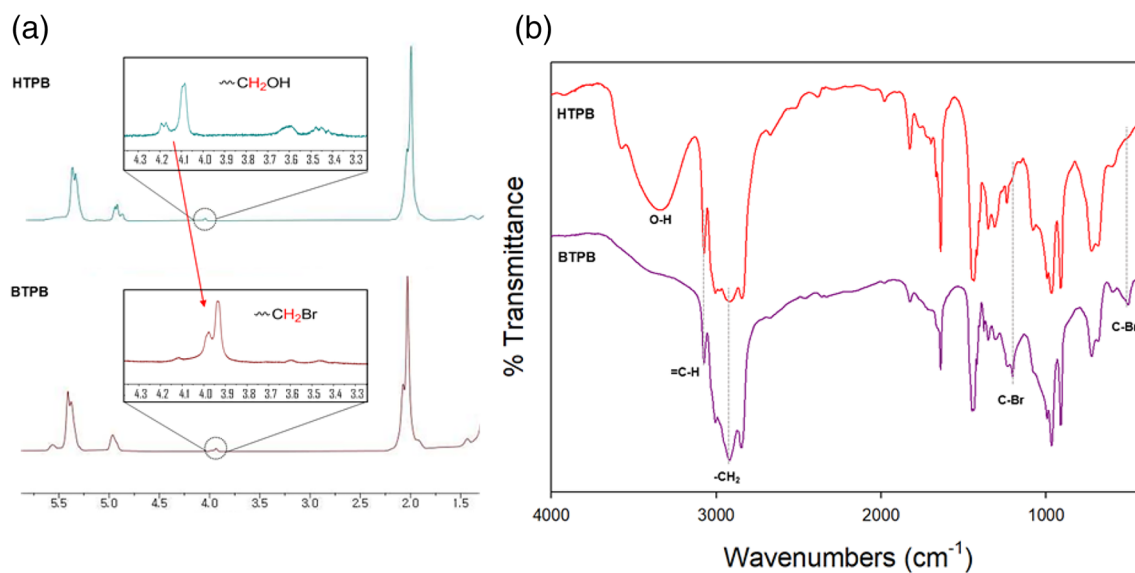 (a)
HTPB
CH₂OH
4.3 4.2 4.1 4.0 3.9 3.8 3.7 3.6 3.5 3.4 3.3
BTPB
CH₂Br
4.3 4.2 4.1 4.0 3.9 3.8 3.7 3.6 3.5 3.4 3.3
5.5 5.0 4.5 4.0 3.5 3.0 2.5 2.0 1.5
(b)
% Transmittance
HTPB
O-H
BTPB
=C-H
-CH₂
C-Br
C-Br
4000 3000 2000 1000
Wavenumbers (cm⁻¹)